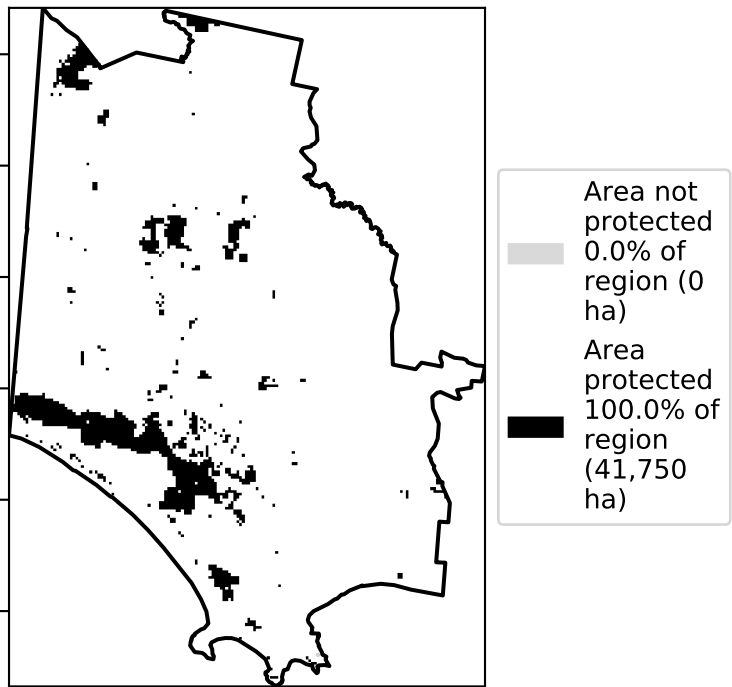 Area not
protected
0.0% of
region (0
ha)
Area
protected
100.0% of
region
(41,750
ha)